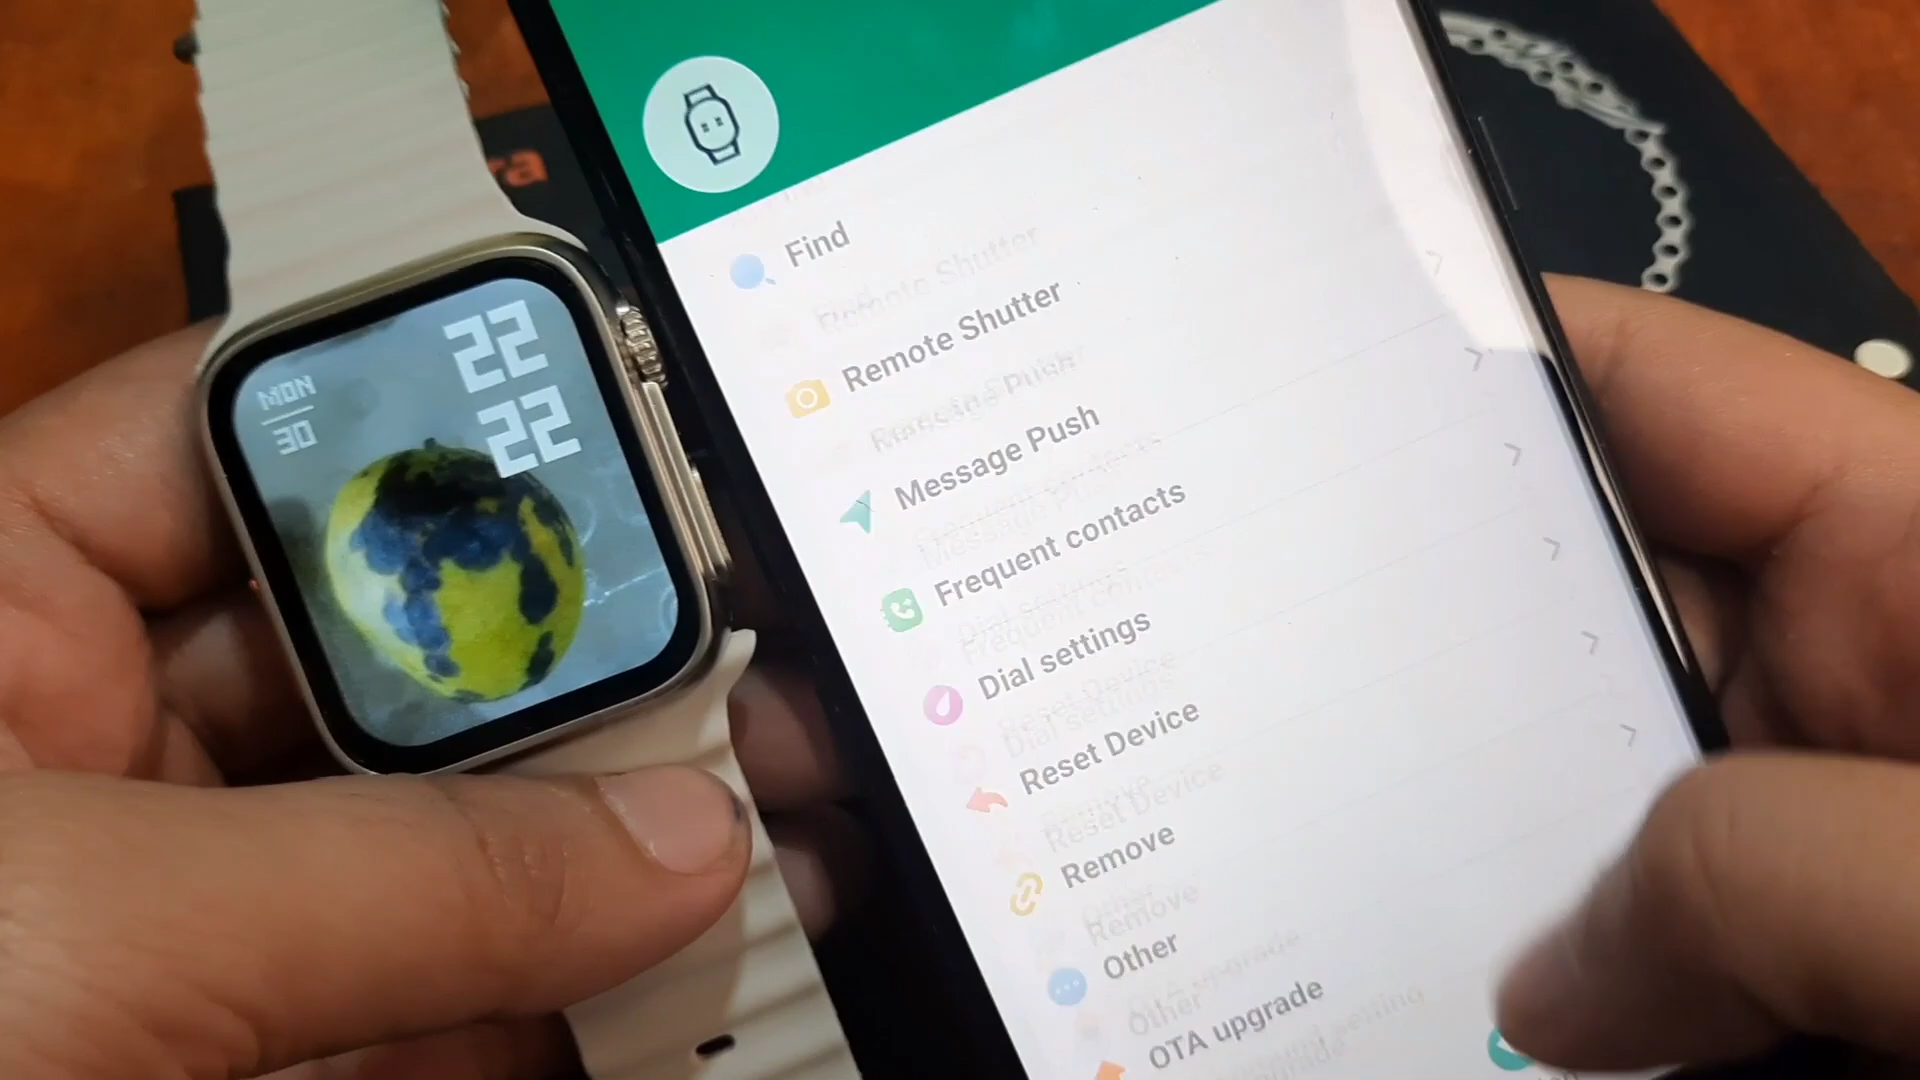 MON
30
22
22
ra
Find
Remote Shutter
Message Push
Frequent contacts
Dial settings
Reset Device
Remove
Other
OTA upgrade